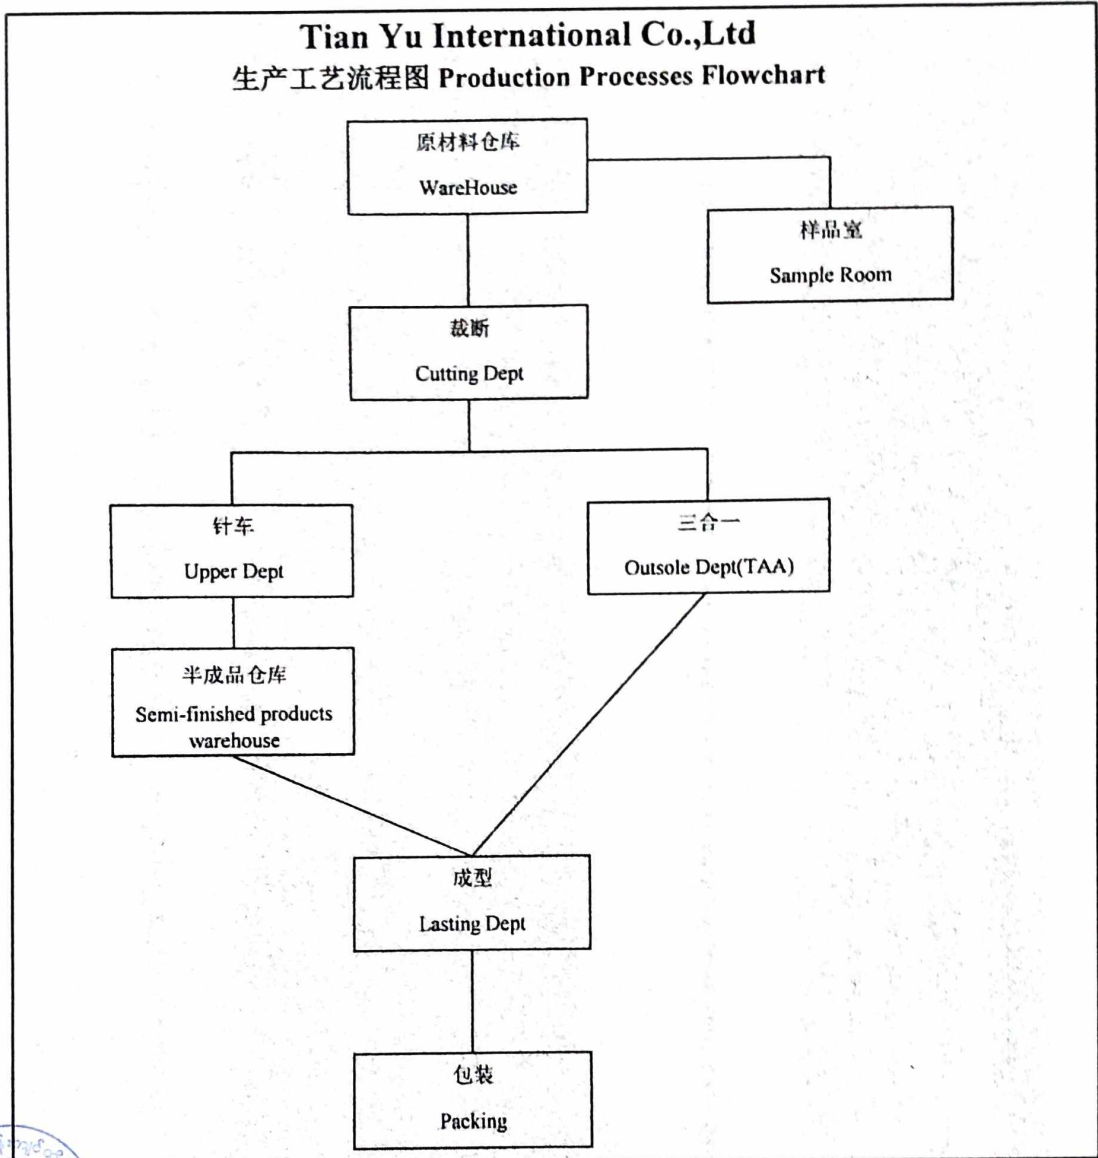 Tian Yu International Co.,Ltd
生产工艺流程图 Production Processes Flowchart
原材料仓库
WareHouse
样品室
Sample Room
裁断
Cutting Dept
针车
Upper Dept
三合一
Outsole Dept(TAA)
半成品仓库
Semi-finished products
warehouse
成型
Lasting Dept
包装
Packing